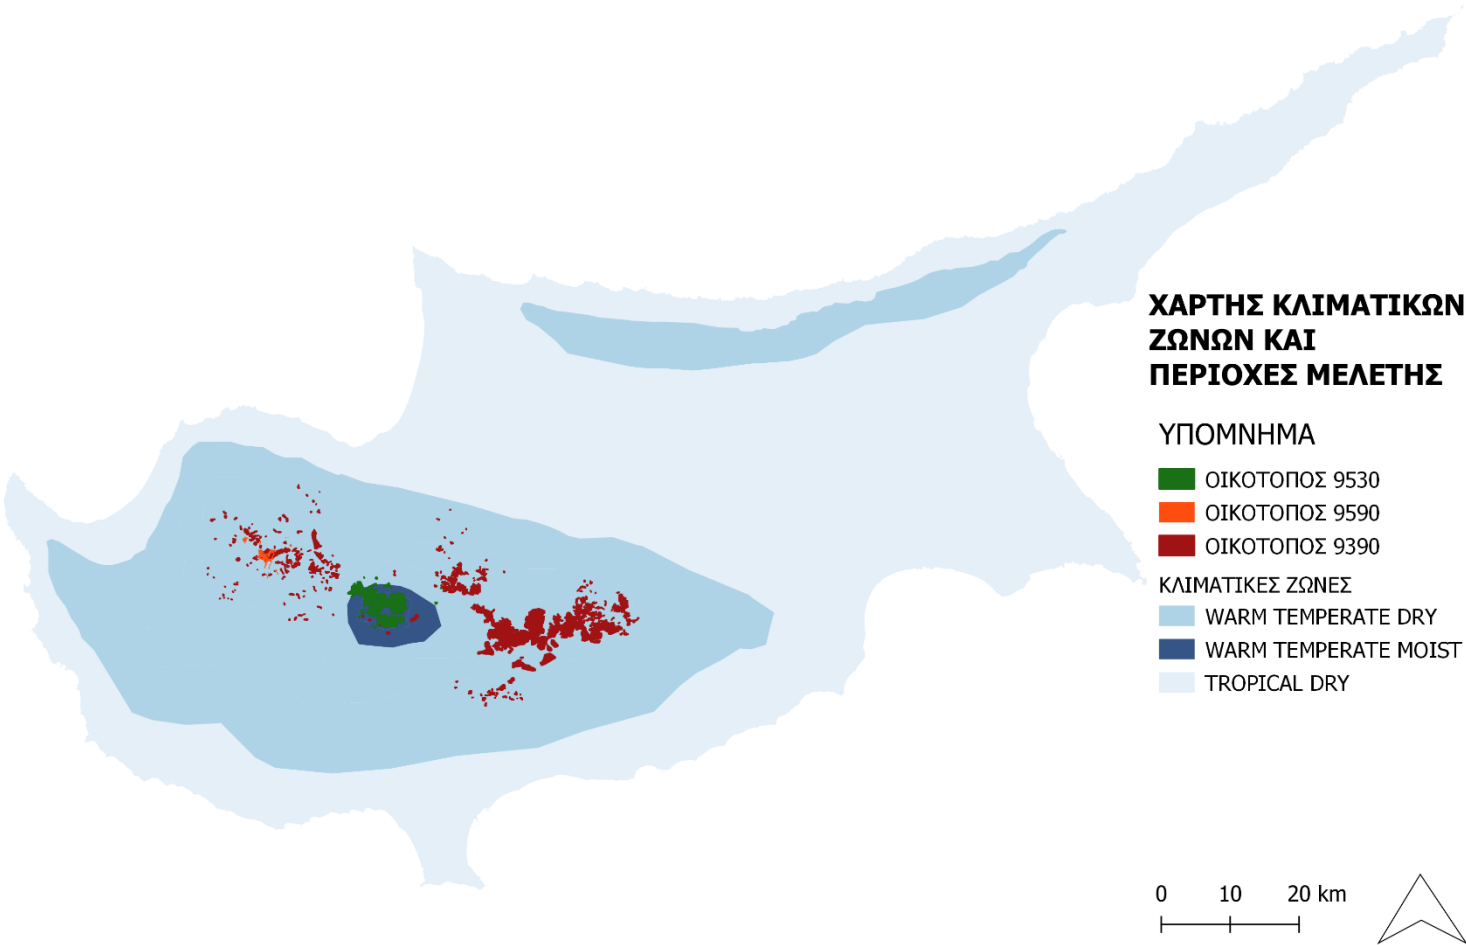 ΧΑΡΤΗΣ ΚΛΙΜΑΤΙΚΩΝ
ΖΩΝΩΝ ΚΑΙ
ΠΕΡΙΟΧΕΣ ΜΕΛΕΤΗΣ
ΥΠΟΜΝΗΜΑ
ΟΙΚΟΤΟΠΟΣ 9530
ΟΙΚΟΤΟΠΟΣ 9590
ΟΙΚΟΤΟΠΟΣ 9390
ΚΛΙΜΑΤΙΚΕΣ ΖΩΝΕΣ
WARM TEMPERATE DRY
WARM TEMPERATE MOIST
TROPICAL DRY
0 10 20 km